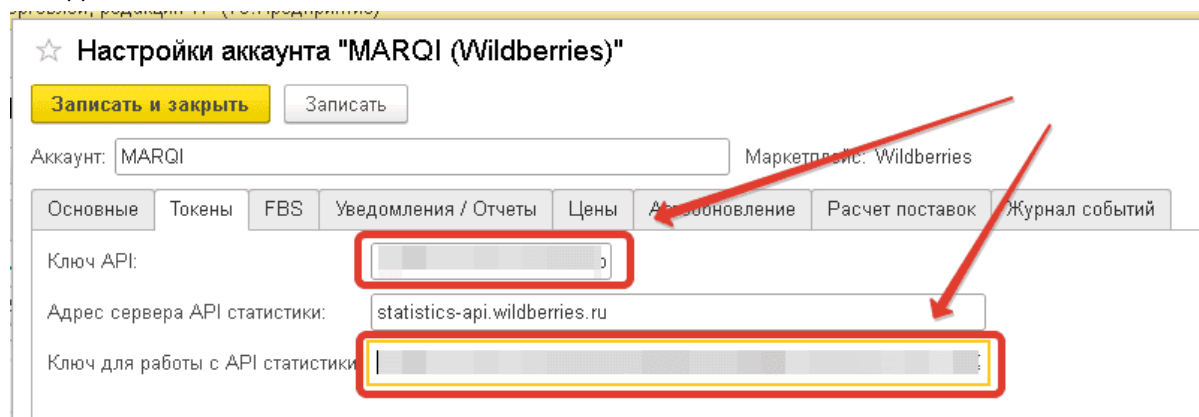 ☆ Настройки аккаунта "MARQI (Wildberries)"
Записать и закрыть Записать
Аккаунт: MARQI Маркетплейс: Wildberries
Основные Токены FBS Уведомления / Отчеты Цены Автообновление Расчет поставок Журнал событий
Ключ API:
Адрес сервера API статистики: statistics-api.wildberries.ru
Ключ для работы с API статистики